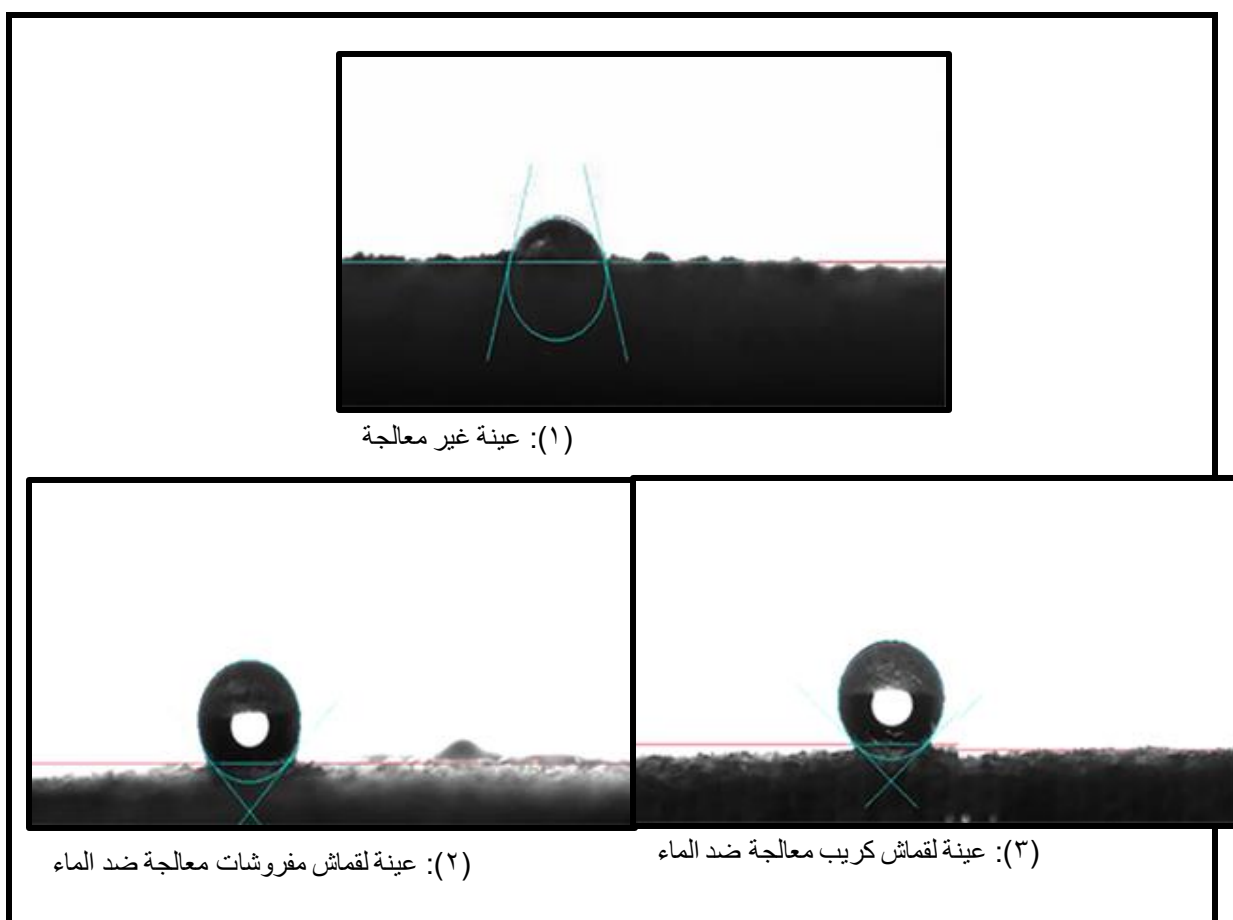 (١): عينة غير معالجة
(٣): عينة لقماش كريب معالجة ضد الماء
(٢): عينة لقماش مفروشات معالجة ضد الماء